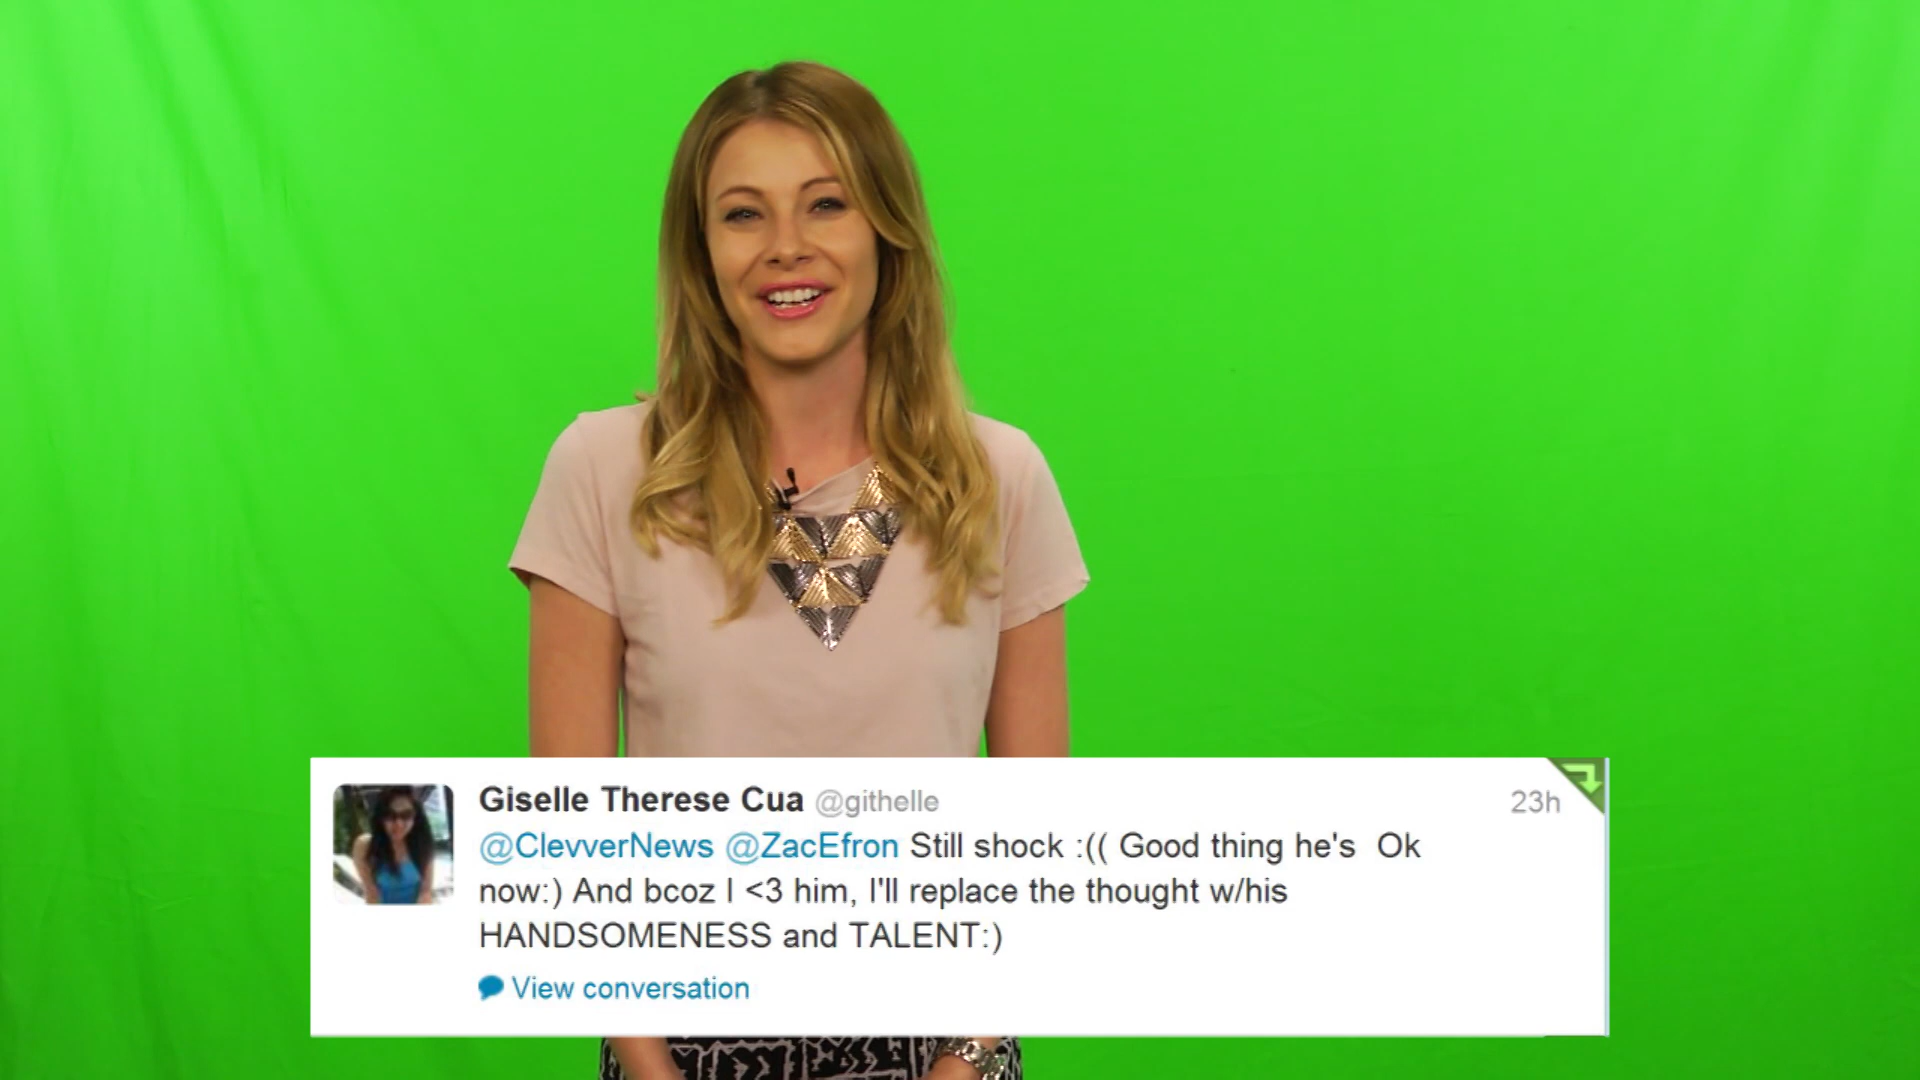 Giselle Therese Cua @githelle 23h
@ClevverNews @ZacEfron Still shock :(( Good thing he's  Ok
now:) And bcoz I <3 him, I'll replace the thought w/his
HANDSOMENESS and TALENT:)
View conversation